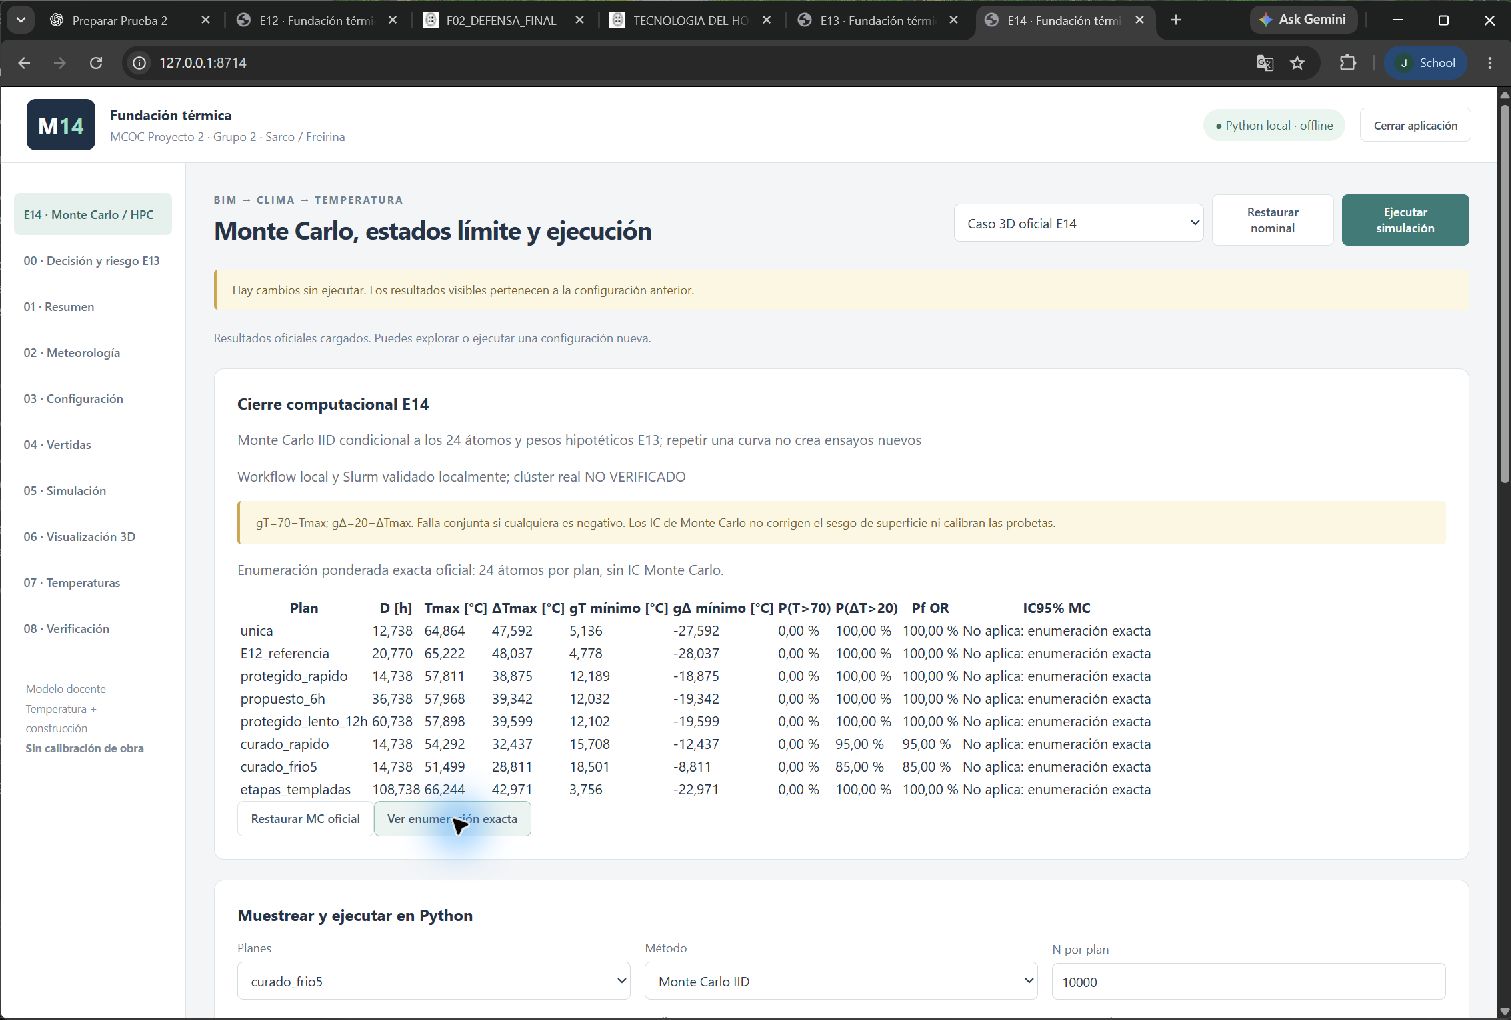 Preparar Prueba 2
E12 · Fundación térmi
F02_DEFENSA_FINAL
TECNOLOGIA DEL HO
E13 · Fundación térmi
E14 · Fundación térmi
Ask Gemini
127.0.0.1:8714
J School
M14
Fundación térmica
MCOC Proyecto 2 · Grupo 2 · Sarco / Freirina
Python local · offline
Cerrar aplicación
E14 · Monte Carlo / HPC
00 · Decisión y riesgo E13
01 · Resumen
02 · Meteorología
03 · Configuración
04 · Vertidas
05 · Simulación
06 · Visualización 3D
07 · Temperaturas
08 · Verificación
Modelo docente
Temperatura +
construcción
Sin calibración de obra
BIM → CLIMA → TEMPERATURA
Monte Carlo, estados límite y ejecución
Caso 3D oficial E14
Restaurar nominal
Ejecutar simulación
Hay cambios sin ejecutar. Los resultados visibles pertenecen a la configuración anterior.
Resultados oficiales cargados. Puedes explorar o ejecutar una configuración nueva.
Cierre computacional E14
Monte Carlo IID condicional a los 24 átomos y pesos hipotéticos E13; repetir una curva no crea ensayos nuevos
Workflow local y Slurm validado localmente; clúster real NO VERIFICADO
gT=70−Tmax; gΔ=20−ΔTmax. Falla conjunta si cualquiera es negativo. Los IC de Monte Carlo no corrigen el sesgo de superficie ni calibran las probetas.
Enumeración ponderada exacta oficial: 24 átomos por plan, sin IC Monte Carlo.
Plan D [h] Tmax [°C] ΔTmax [°C] gT mínimo [°C] gΔ mínimo [°C] P(T>70) P(ΔT>20) Pf OR IC95% MC
unica 12,738 64,864 47,592 5,136 -27,592 0,00 % 100,00 % 100,00 % No aplica: enumeración exacta
E12_referencia 20,770 65,222 48,037 4,778 -28,037 0,00 % 100,00 % 100,00 % No aplica: enumeración exacta
protegido_rapido 14,738 57,811 38,875 12,189 -18,875 0,00 % 100,00 % 100,00 % No aplica: enumeración exacta
propuesto_6h 36,738 57,968 39,342 12,032 -19,342 0,00 % 100,00 % 100,00 % No aplica: enumeración exacta
protegido_lento_12h 60,738 57,898 39,599 12,102 -19,599 0,00 % 100,00 % 100,00 % No aplica: enumeración exacta
curado_rapido 14,738 54,292 32,437 15,708 -12,437 0,00 % 95,00 % 95,00 % No aplica: enumeración exacta
curado_frio5 14,738 51,499 28,811 18,501 -8,811 0,00 % 85,00 % 85,00 % No aplica: enumeración exacta
etapas_templadas 108,738 66,244 42,971 3,756 -22,971 0,00 % 100,00 % 100,00 % No aplica: enumeración exacta
Restaurar MC oficial
Ver enumeración exacta
Muestrear y ejecutar en Python
Planes
Método
N por plan
curado_frio5
Monte Carlo IID
10000